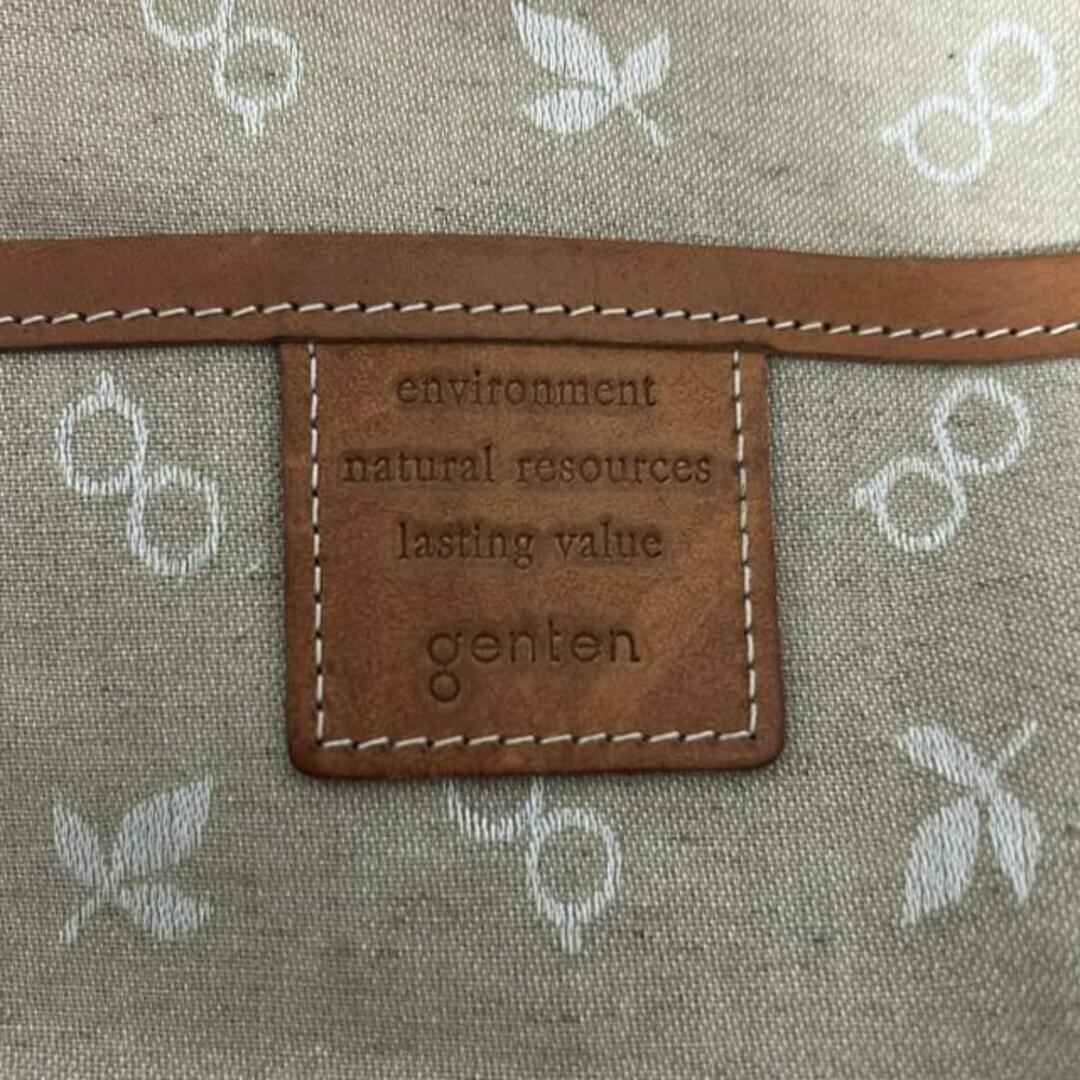 environment
natural resources
lasting value
genten